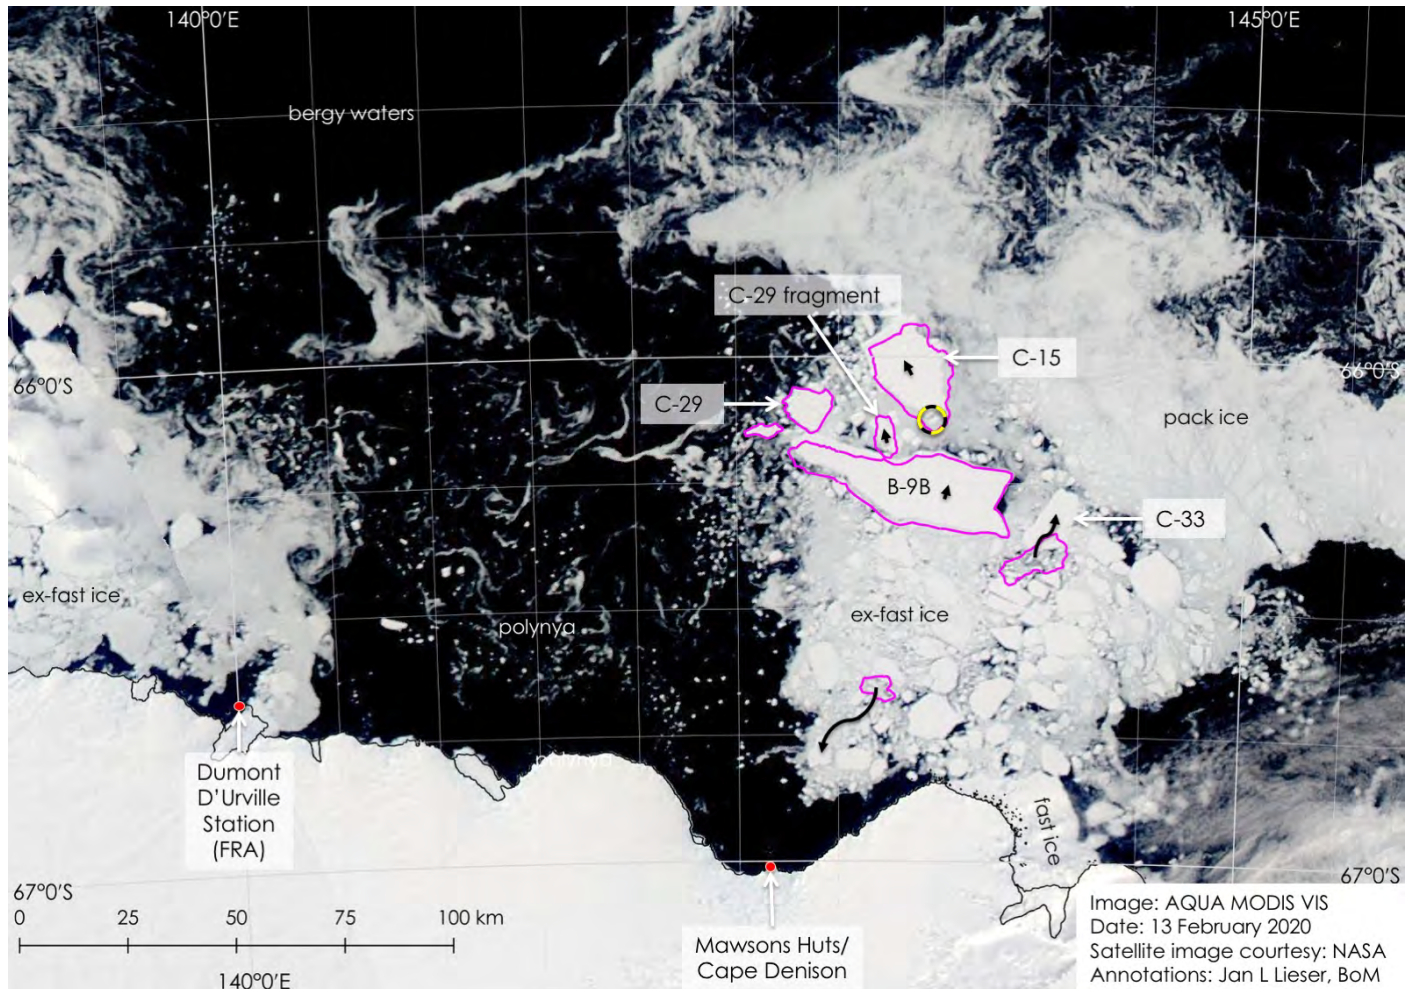 140°0'E
145°0'E
bergy waters
C-29 fragment
C-15
66°0'S
66°0'S
C-29
pack ice
B-9B
C-33
ex-fast ice
ex-fast ice
polynya
polynya
Dumont
D'Urville
Station
(FRA)
fast ice
67°0'S
67°0'S
0 25 50 75 100 km
140°0'E
Mawsons Huts/
Cape Denison
Image: AQUA MODIS VIS
Date: 13 February 2020
Satellite image courtesy: NASA
Annotations: Jan L Lieser, BoM